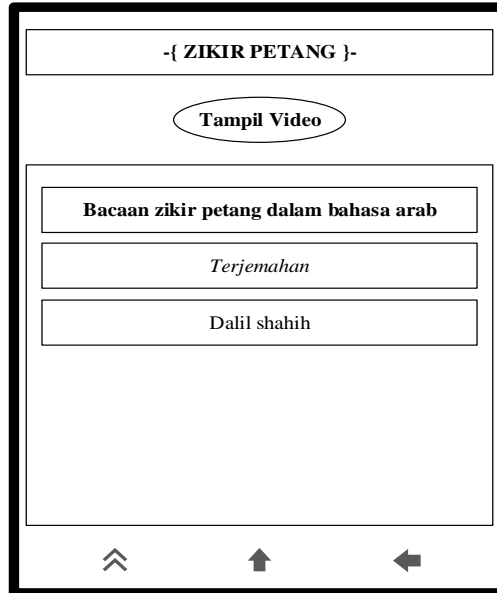 -{ ZIKIR PETANG }-
Tampil Video
Bacaan zikir petang dalam bahasa arab
Terjemahan
Dalil shahih